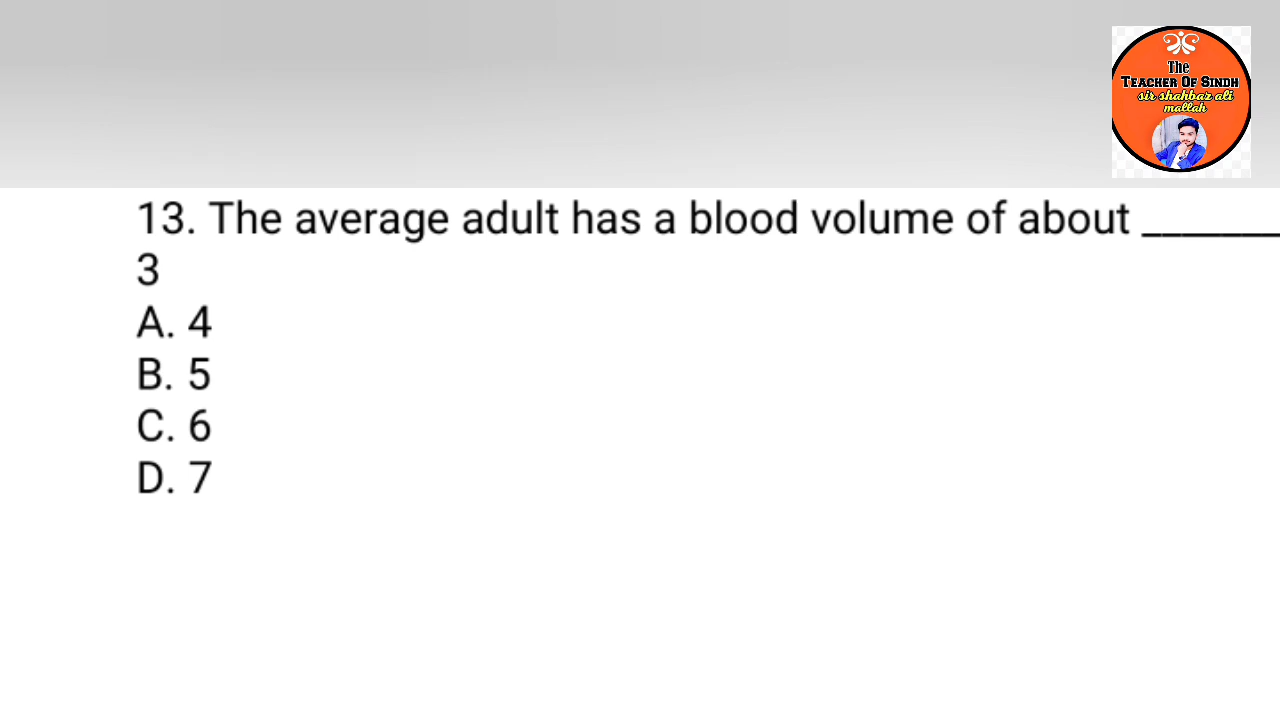 The
TEACHER OF SINDH
sir shahbaz ali
mallah
13. The average adult has a blood volume of about _______
3
A. 4
B. 5
C. 6
D. 7